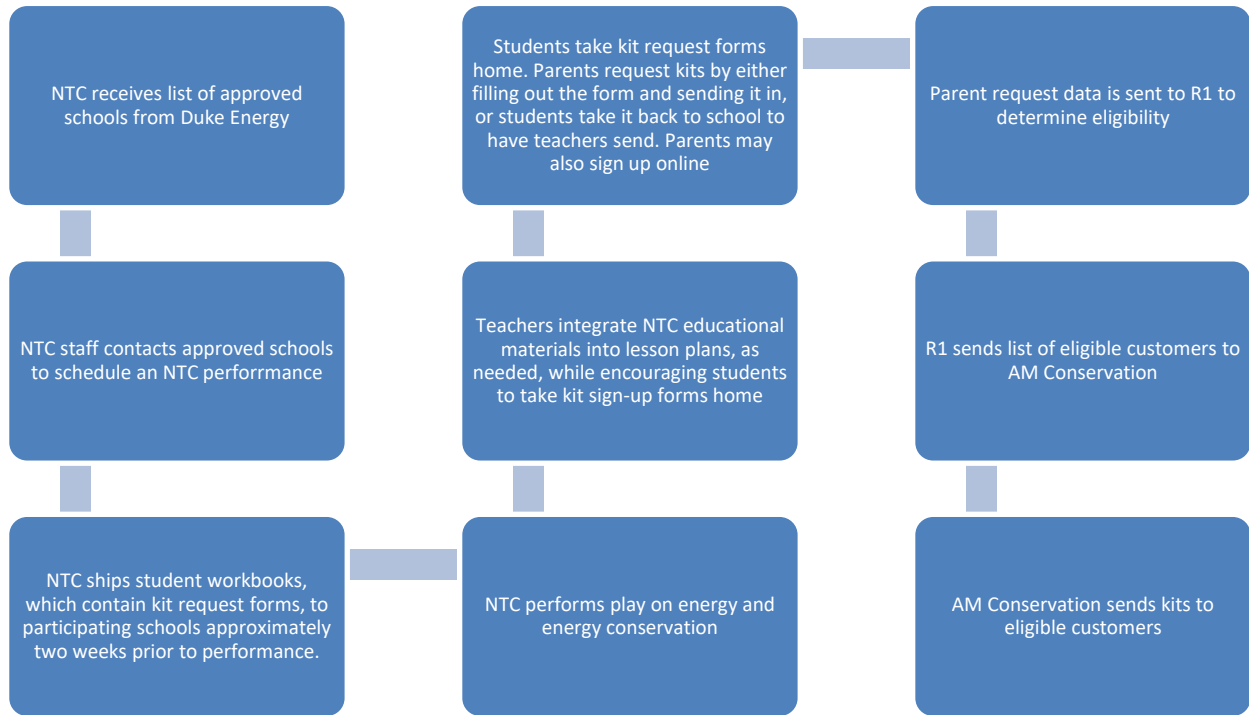 NTC receives list of approved
schools from Duke Energy
NTC staff contacts approved schools
to schedule an NTC perforrmance
NTC ships student workbooks,
which contain kit request forms, to
participating schools approximately
two weeks prior to performance.
NTC performs play on energy and
energy conservation
Teachers integrate NTC educational
materials into lesson plans, as
needed, while encouraging students
to take kit sign-up forms home
Students take kit request forms
home. Parents request kits by either
filling out the form and sending it in,
or students take it back to school to
have teachers send. Parents may
also sign up online
Parent request data is sent to R1 to
determine eligibility
R1 sends list of eligible customers to
AM Conservation
AM Conservation sends kits to
eligible customers